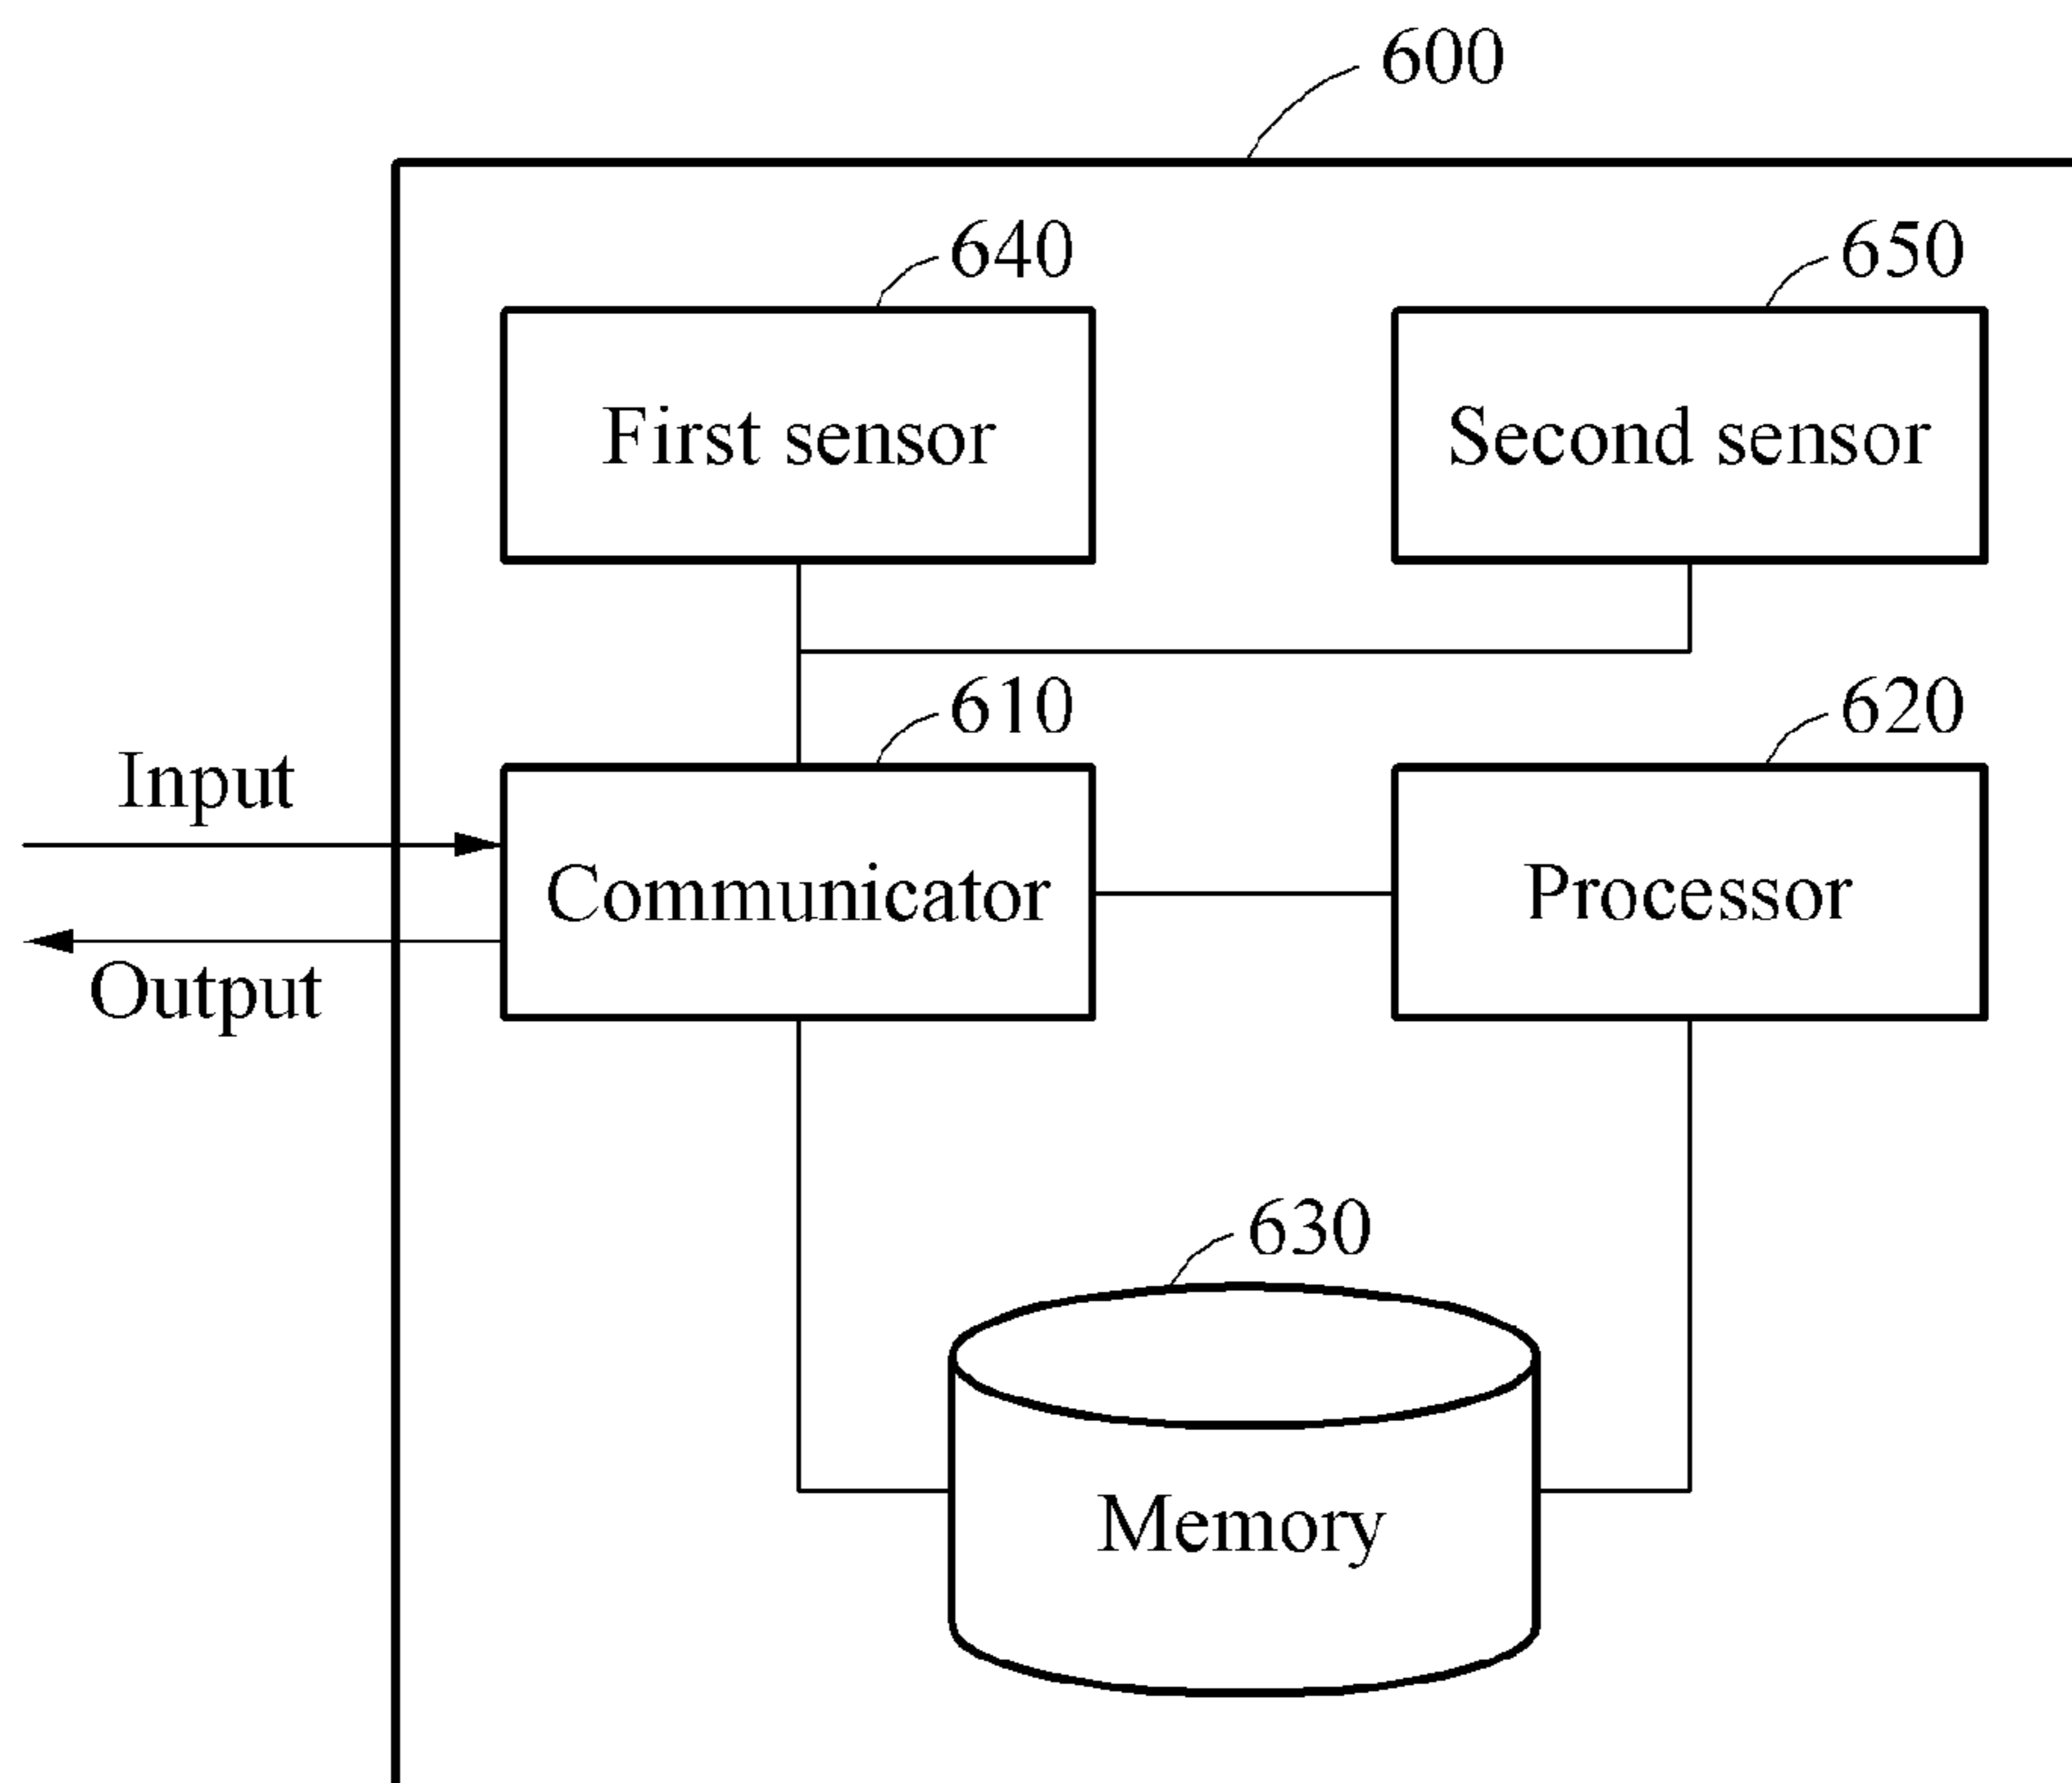 600
640
650
First sensor
Second sensor
610
620
Input
Communicator
Processor
Output
630
Memory